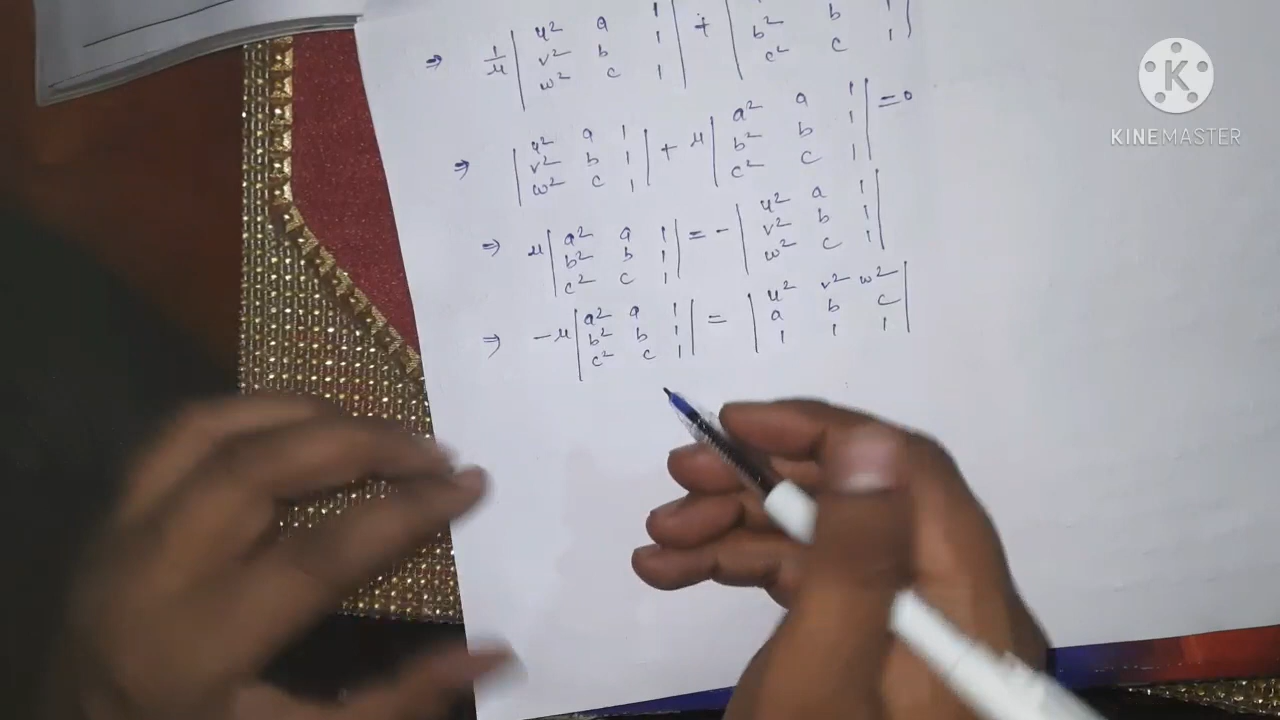 ⇒ 1/μ | u² a 1 | + |
v² b 1 b² b
w² c 1 c² c 1
⇒ | u² a 1 | + μ | a² a 1 | = 0
v² b 1 b² b 1
w² c 1 c² c 1
⇒ μ | a² a 1 | = - | u² a 1 |
b² b 1 v² b 1
c² c 1 w² c 1
⇒ -μ | a² a 1 | = | u² v² w² |
b² b 1 a b c
c² c 1 1 1 1
K
KINEMASTER